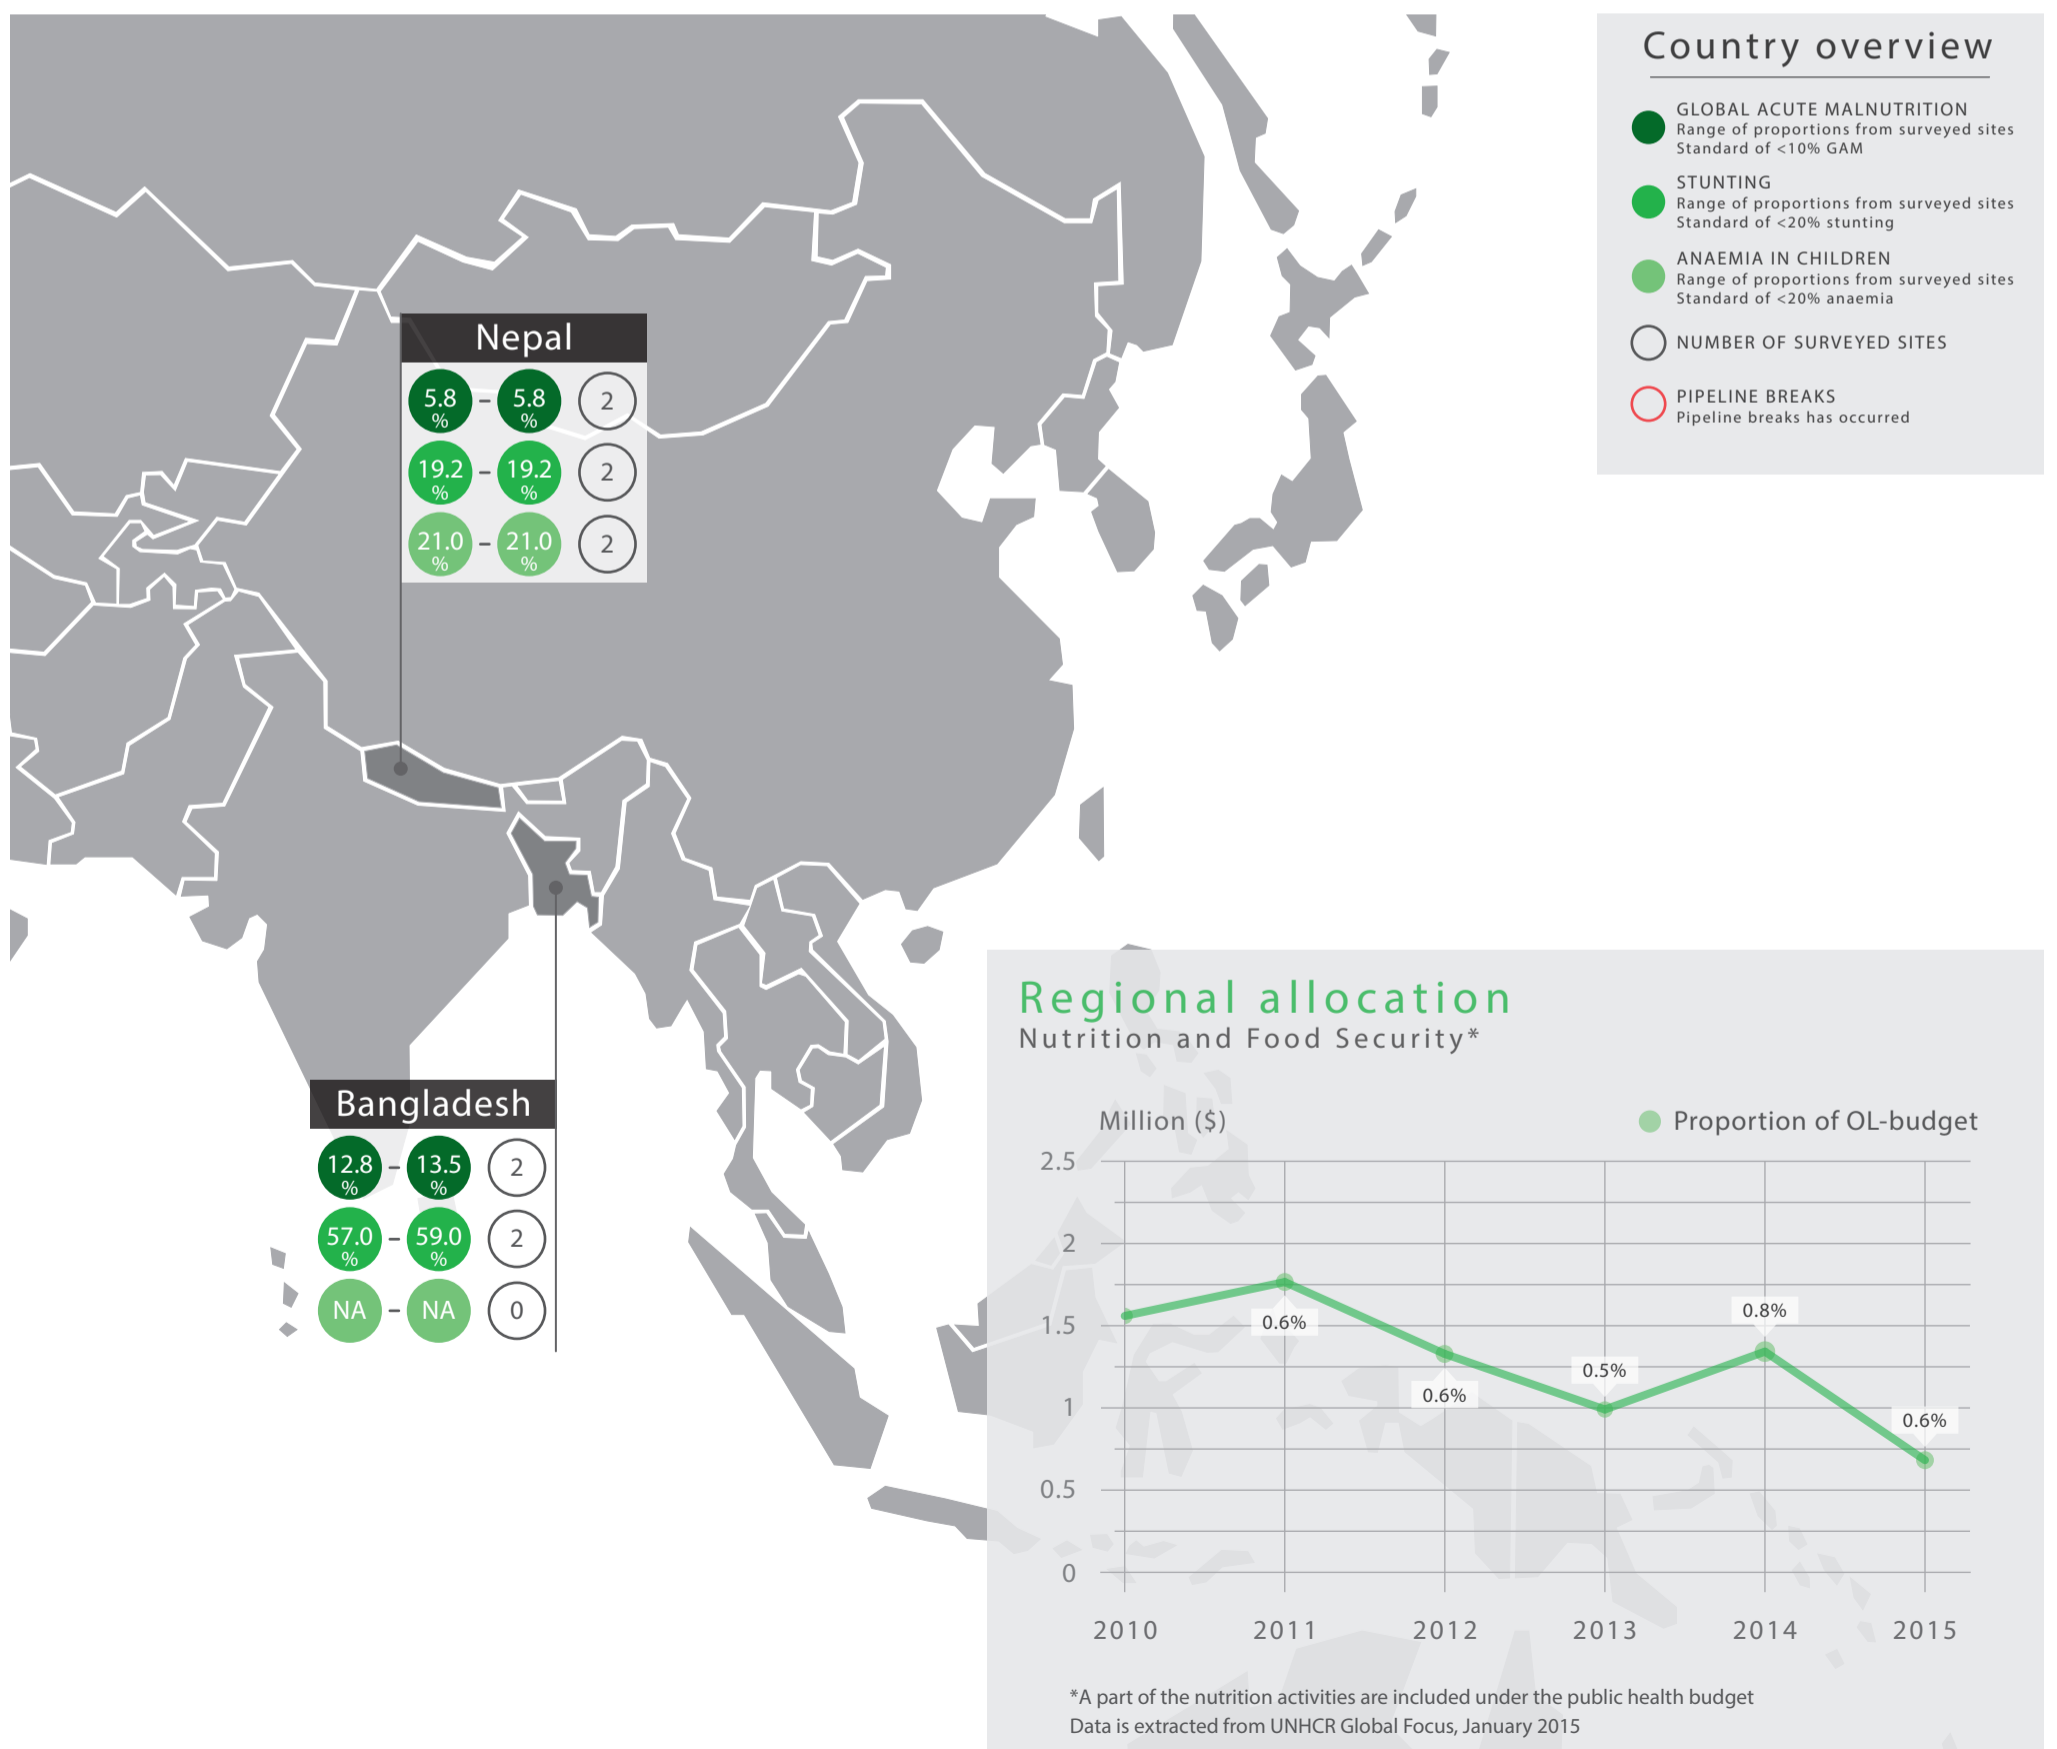 Country overview
GLOBAL ACUTE MALNUTRITION
Range of proportions from surveyed sites
Standard of <10% GAM
STUNTING
Range of proportions from surveyed sites
Standard of <20% stunting
ANAEMIA IN CHILDREN
Range of proportions from surveyed sites
Standard of <20% anaemia
NUMBER OF SURVEYED SITES
PIPELINE BREAKS
Pipeline breaks has occurred
Nepal
5.8 % – 5.8 % 2
19.2 % – 19.2 % 2
21.0 % – 21.0 % 2
Bangladesh
12.8 % – 13.5 % 2
57.0 % – 59.0 % 2
NA – NA 0
Regional allocation
Nutrition and Food Security*
Million ($)
Proportion of OL-budget
2.5
2
1.5
1
0.5
0
0.6%
0.6%
0.5%
0.8%
0.6%
2010 2011 2012 2013 2014 2015
*A part of the nutrition activities are included under the public health budget
Data is extracted from UNHCR Global Focus, January 2015